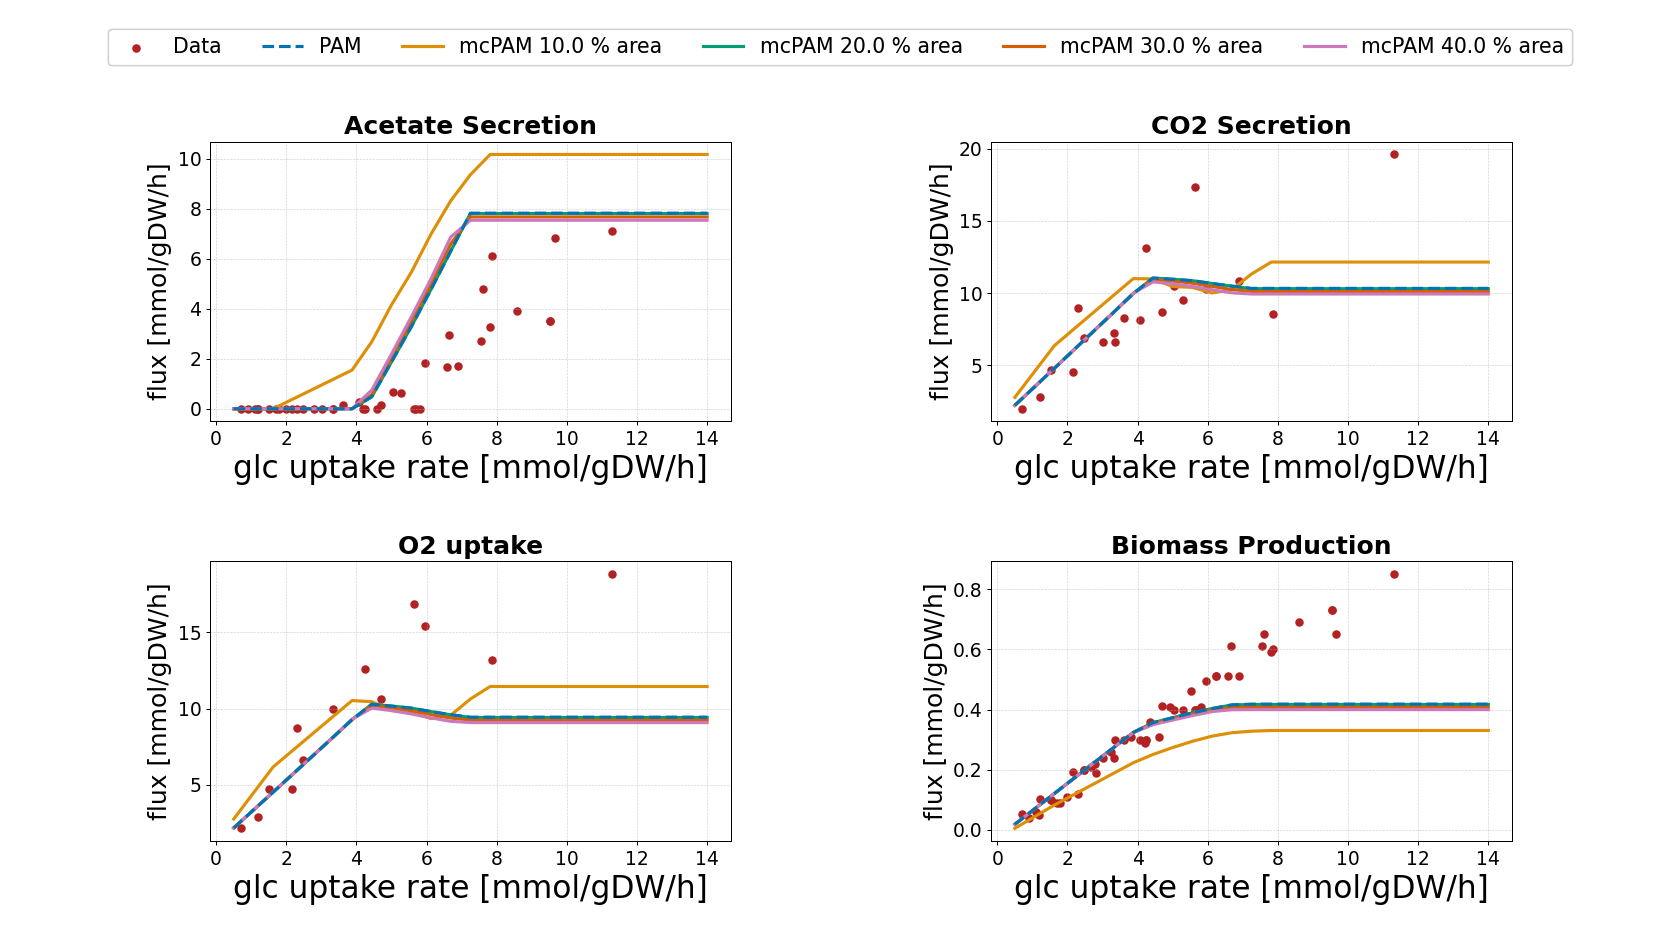 Data PAM mcPAM 10.0 % area mcPAM 20.0 % area mcPAM 30.0 % area mcPAM 40.0 % area
Acetate Secretion
flux [mmol/gDW/h]
10
8
6
4
2
0
0 2 4 6 8 10 12 14
glc uptake rate [mmol/gDW/h]
CO2 Secretion
flux [mmol/gDW/h]
20
15
10
5
0 2 4 6 8 10 12 14
glc uptake rate [mmol/gDW/h]
O2 uptake
flux [mmol/gDW/h]
15
10
5
0 2 4 6 8 10 12 14
glc uptake rate [mmol/gDW/h]
Biomass Production
flux [mmol/gDW/h]
0.8
0.6
0.4
0.2
0.0
0 2 4 6 8 10 12 14
glc uptake rate [mmol/gDW/h]